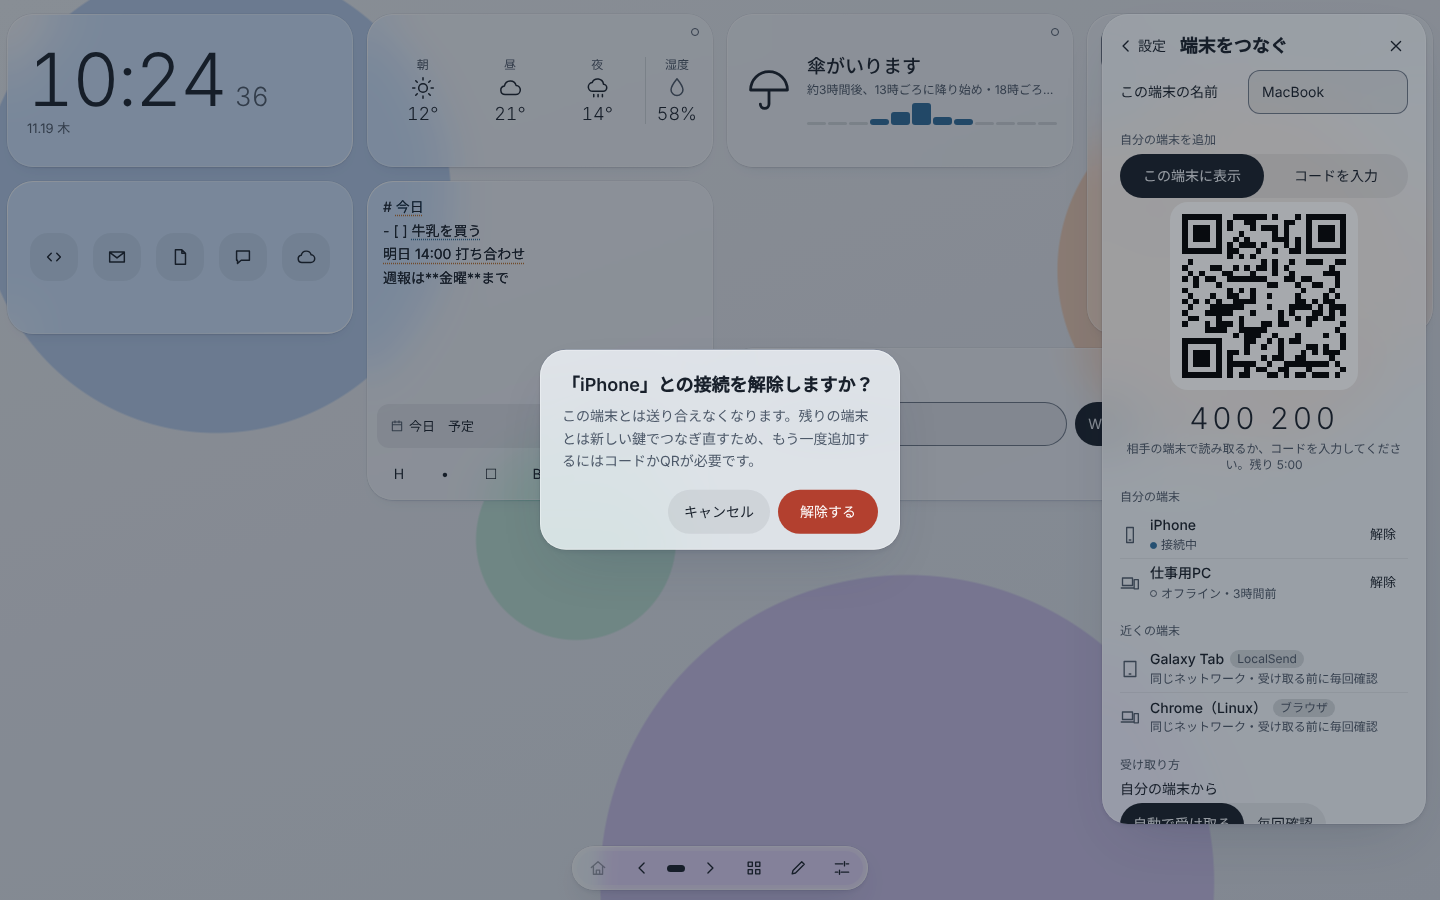 10:24 36
11.19 木
朝
12°
昼
21°
夜
14°
湿度
58%
傘がいります
約3時間後、13時ごろに降り始め・18時ごろ…
# 今日
- [ ] 牛乳を買う
明日 14:00 打ち合わせ
週報は**金曜**まで
今日 予定
H • □ B
W
「iPhone」との接続を解除しますか？
この端末とは送り合えなくなります。残りの端末
とは新しい鍵でつなぎ直すため、もう一度追加す
るにはコードかQRが必要です。
キャンセル
解除する
設定 端末をつなぐ
この端末の名前
MacBook
自分の端末を追加
この端末に表示
コードを入力
400 200
相手の端末で読み取るか、コードを入力してくださ
い。残り 5:00
自分の端末
iPhone
接続中
解除
仕事用PC
オフライン・3時間前
解除
近くの端末
Galaxy Tab LocalSend
同じネットワーク・受け取る前に毎回確認
Chrome（Linux） ブラウザ
同じネットワーク・受け取る前に毎回確認
受け取り方
自分の端末から
自動で受け取る
毎回確認